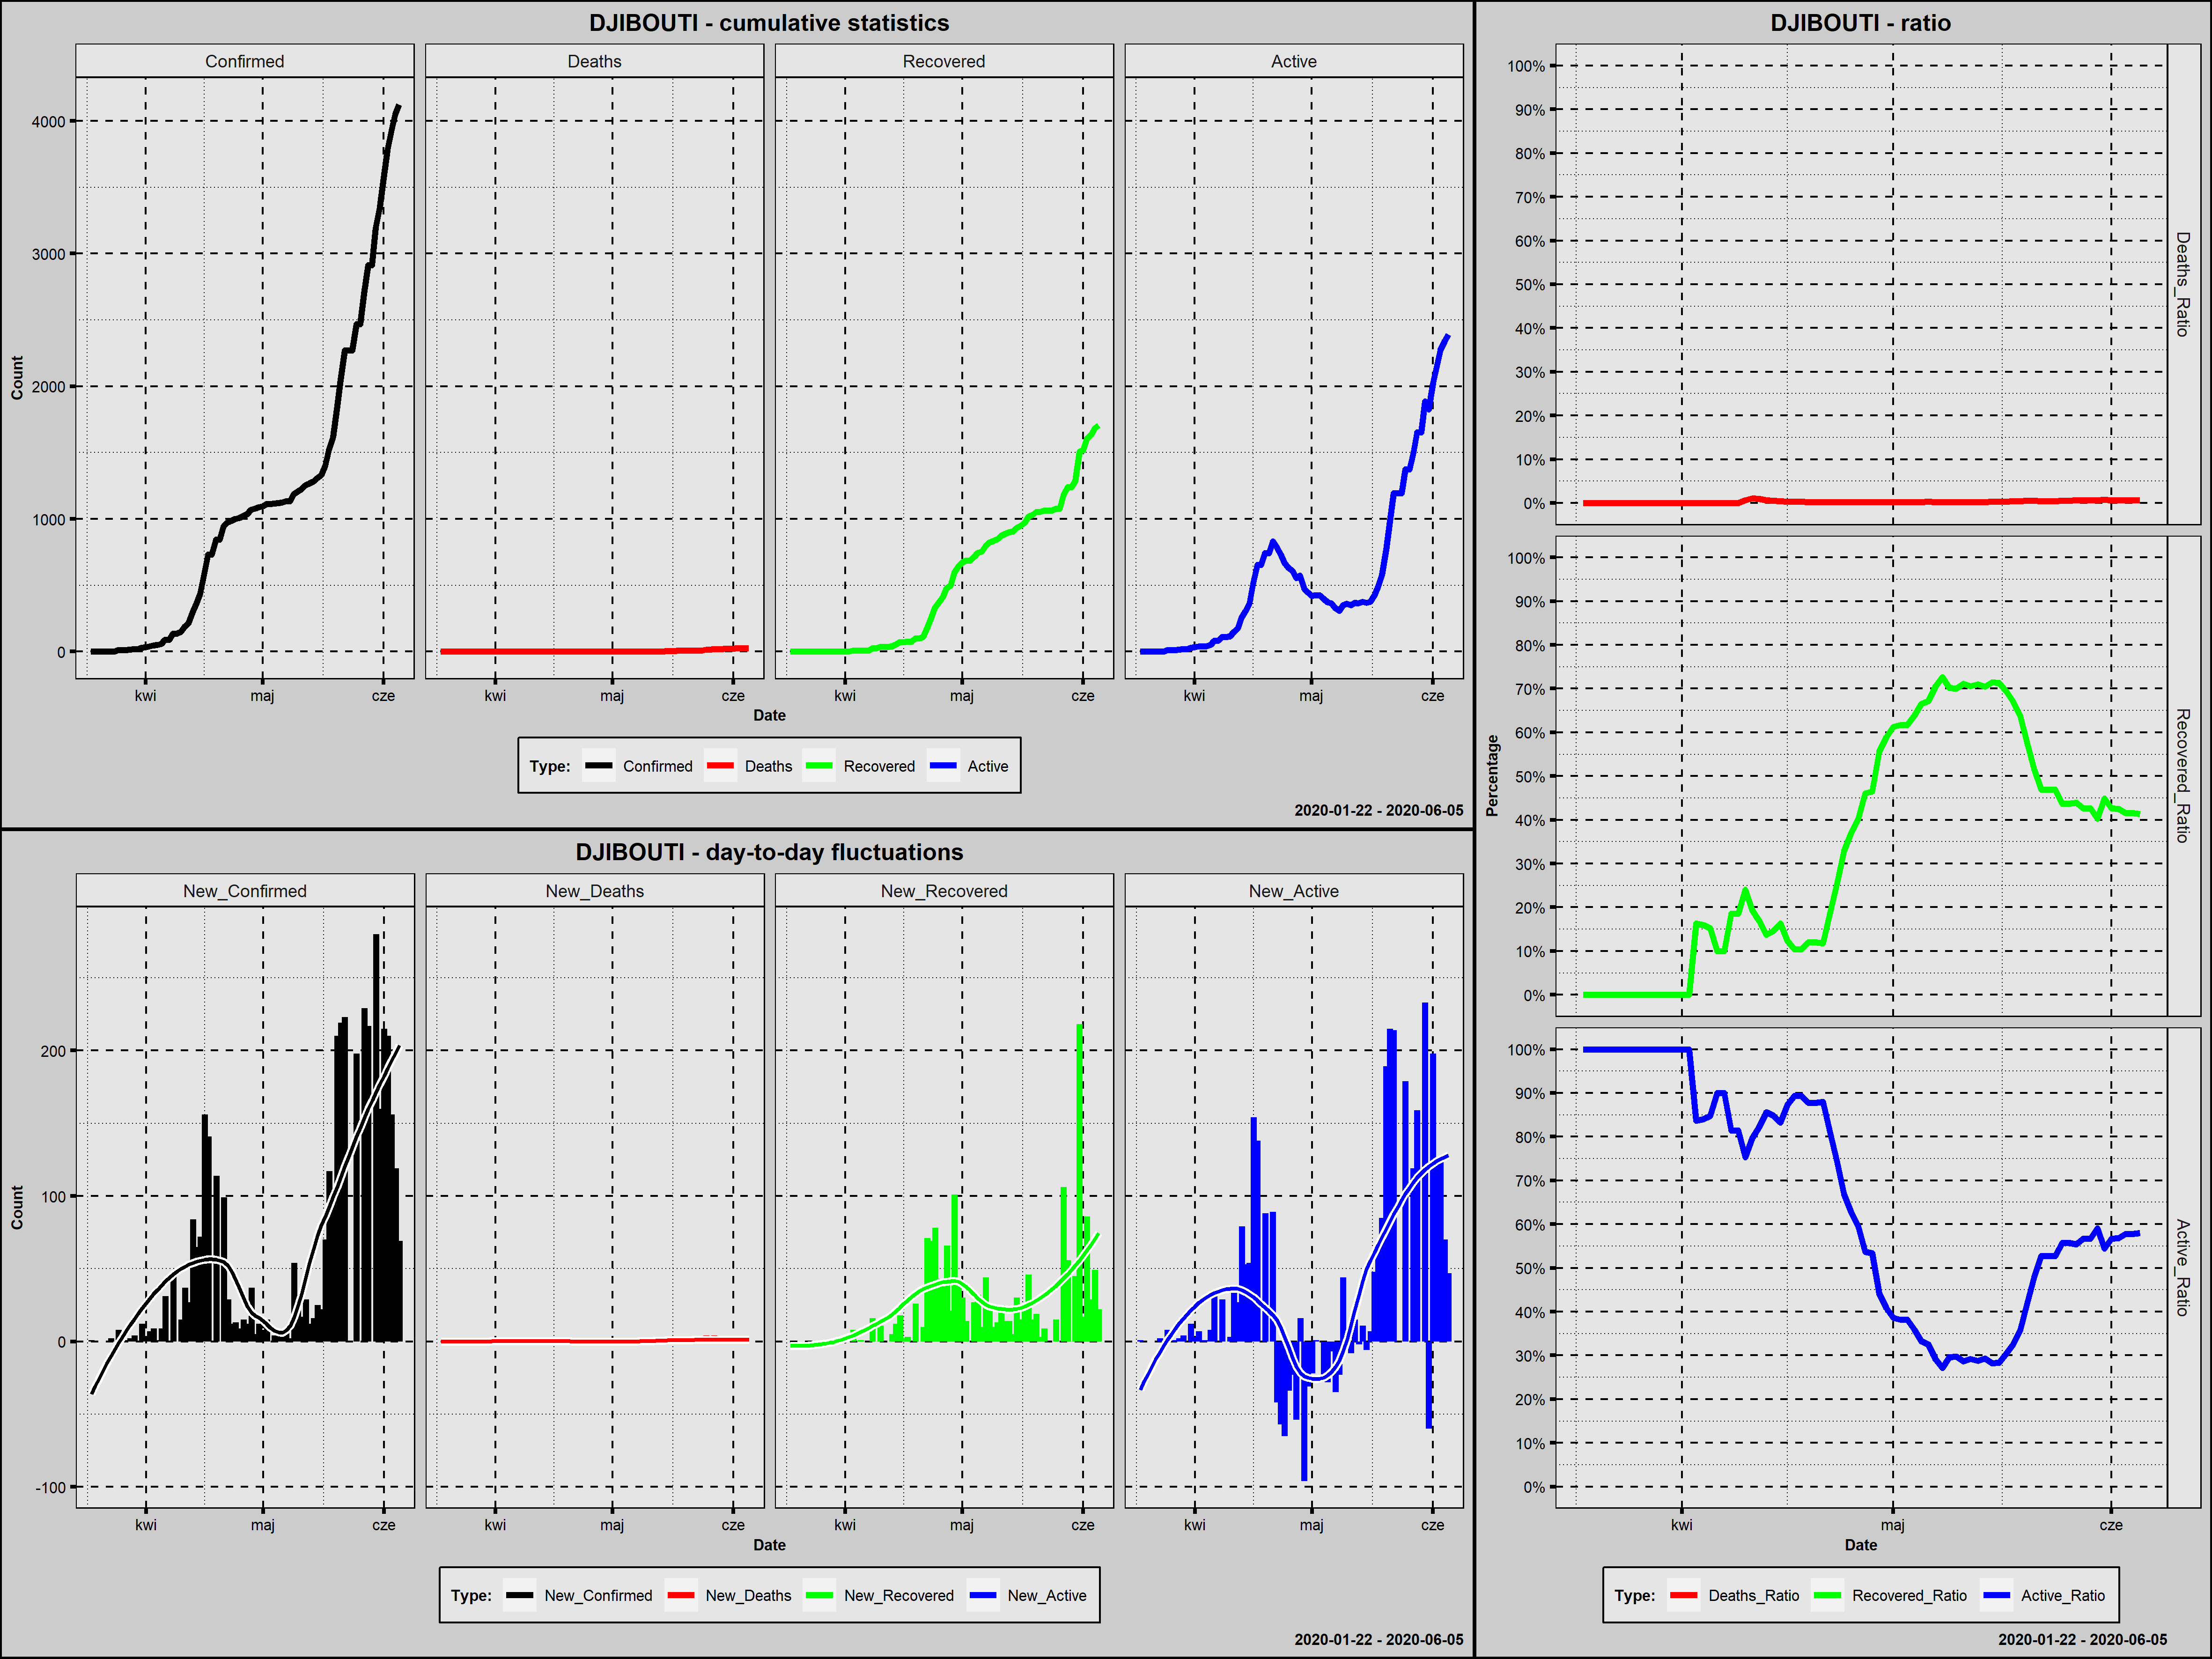 DJIBOUTI - cumulative statistics
Confirmed Deaths Recovered Active
Count
4000
3000
2000
1000
0
kwi maj cze kwi maj cze kwi maj cze kwi maj cze
Date
Type: Confirmed Deaths Recovered Active
2020-01-22 - 2020-06-05
DJIBOUTI - day-to-day fluctuations
New_Confirmed New_Deaths New_Recovered New_Active
Count
200
100
0
-100
kwi maj cze kwi maj cze kwi maj cze kwi maj cze
Date
Type: New_Confirmed New_Deaths New_Recovered New_Active
2020-01-22 - 2020-06-05
DJIBOUTI - ratio
Percentage
100%
90%
80%
70%
60%
50%
40%
30%
20%
10%
0%
Deaths_Ratio
100%
90%
80%
70%
60%
50%
40%
30%
20%
10%
0%
Recovered_Ratio
100%
90%
80%
70%
60%
50%
40%
30%
20%
10%
0%
Active_Ratio
kwi maj cze
Date
Type: Deaths_Ratio Recovered_Ratio Active_Ratio
2020-01-22 - 2020-06-05